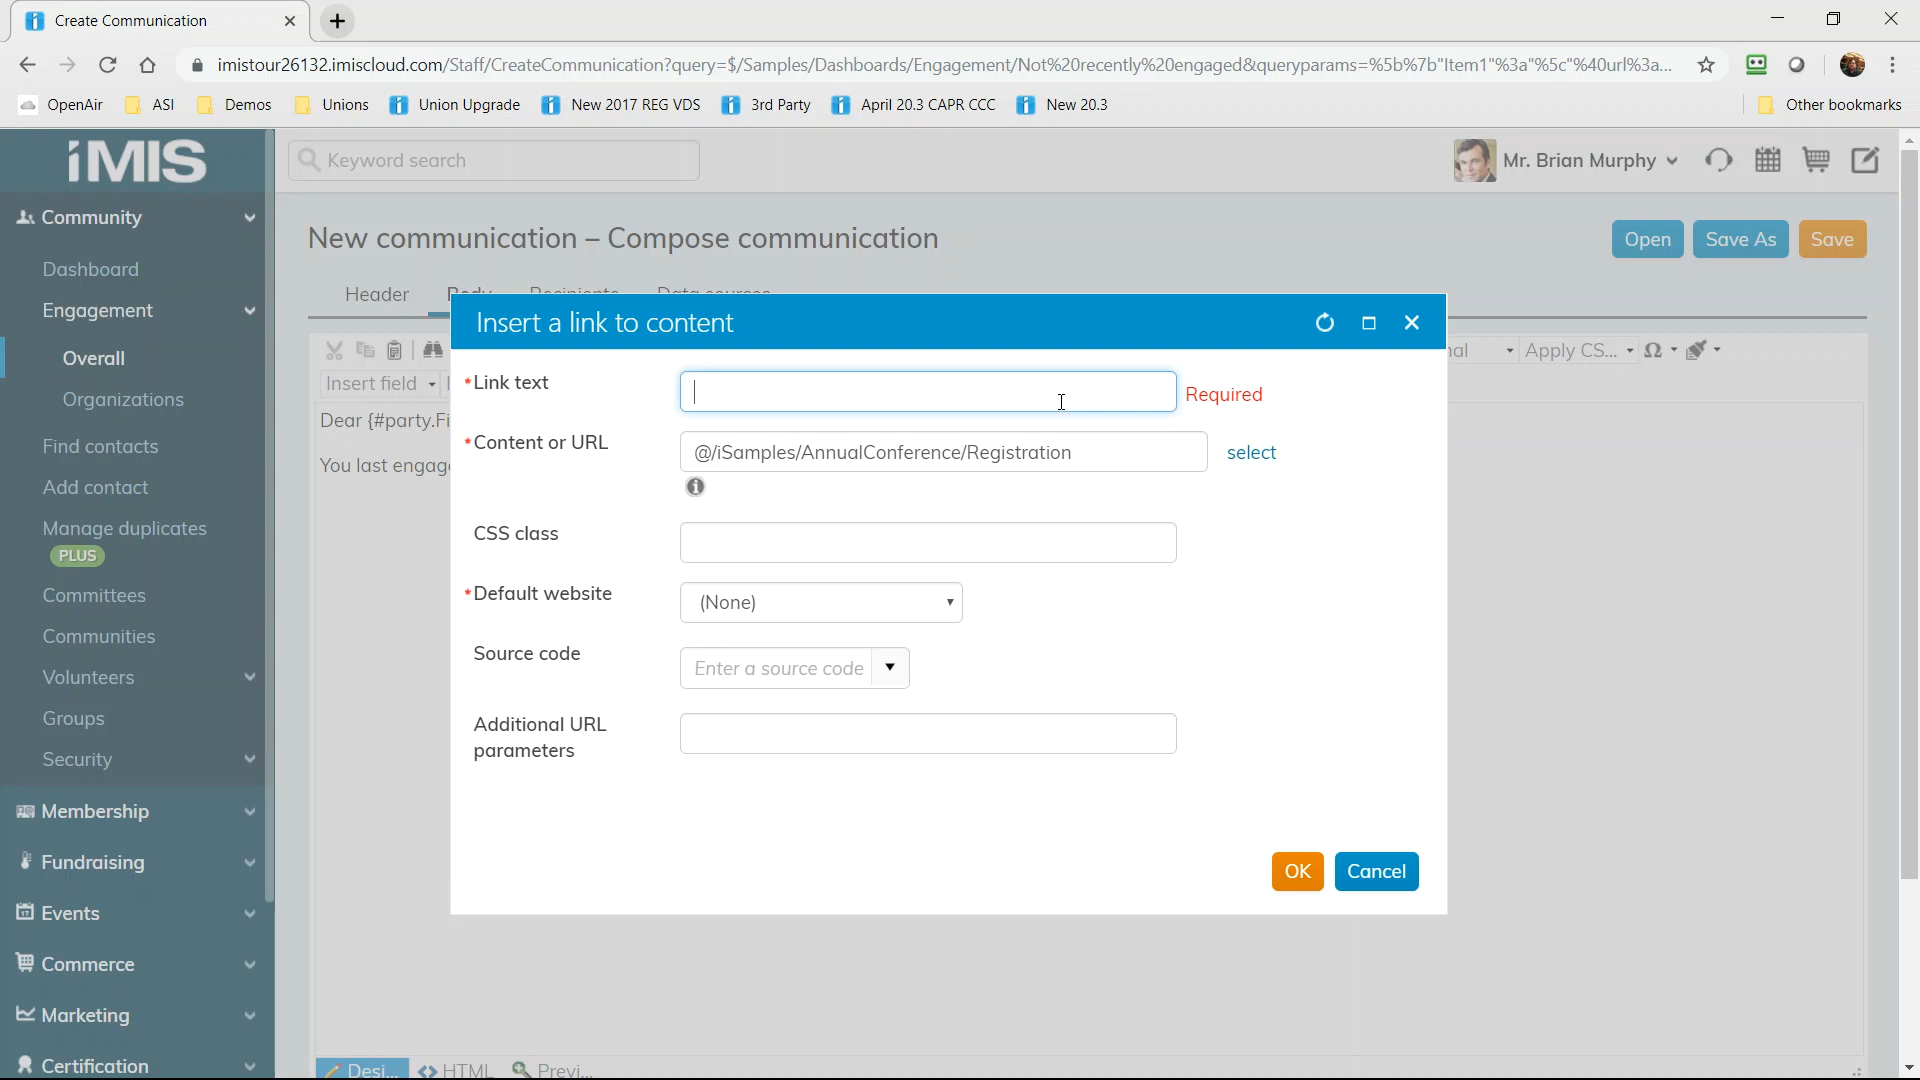 Create Communication
imistour26132.imiscloud.com/Staff/CreateCommunication?query=$/Samples/Dashboards/Engagement/Not%20recently%20engaged&queryparams=%5b%7b"Item1"%3a"%5c"%40url%3a...
OpenAir ASI Demos Unions Union Upgrade New 2017 REG VDS 3rd Party April 20.3 CAPR CCC New 20.3 Other bookmarks
iMIS
Keyword search
Mr. Brian Murphy
Community
Dashboard
Engagement
Overall
Organizations
Find contacts
Add contact
Manage duplicates
PLUS
Committees
Communities
Volunteers
Groups
Security
Membership
Fundraising
Events
Commerce
Marketing
Certification
New communication – Compose communication
Open Save As Save
Header Body Recipients Data sources
Apply CS...
Insert field
Dear {#party.Fi
You last engag
Insert a link to content
*Link text
Required
*Content or URL
@/iSamples/AnnualConference/Registration
select
CSS class
*Default website
(None)
Source code
Enter a source code
Additional URL
parameters
OK Cancel
Desi... HTML Previ...